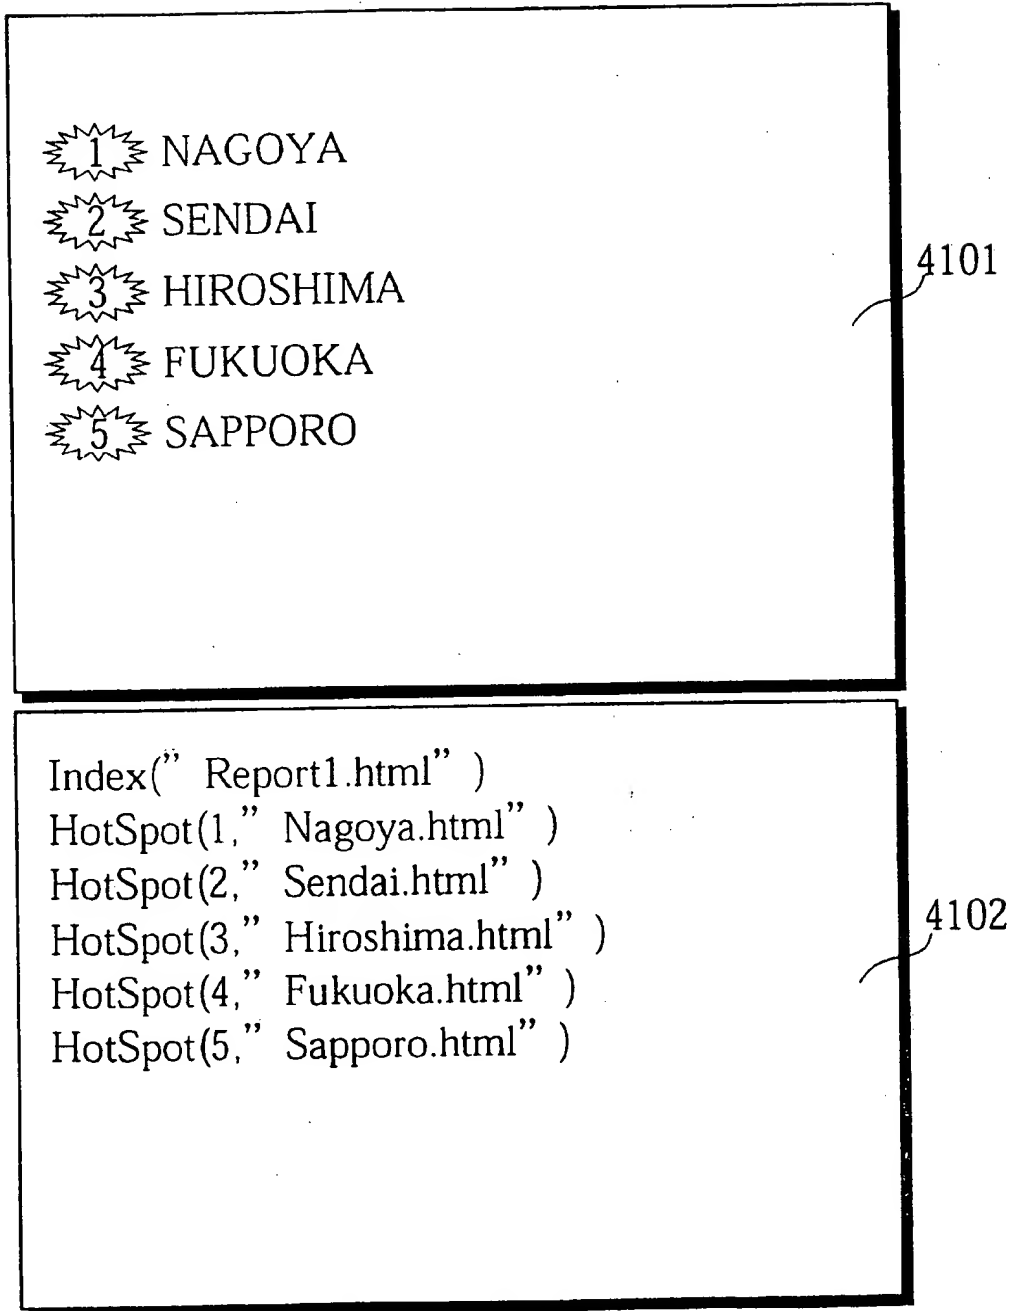 1 NAGOYA
2 SENDAI
3 HIROSHIMA
4 FUKUOKA
5 SAPPORO
4101
Index(” Report1.html” )
HotSpot(1,” Nagoya.html” )
HotSpot(2,” Sendai.html” )
HotSpot(3,” Hiroshima.html” )
HotSpot(4,” Fukuoka.html” )
HotSpot(5,” Sapporo.html” )
4102